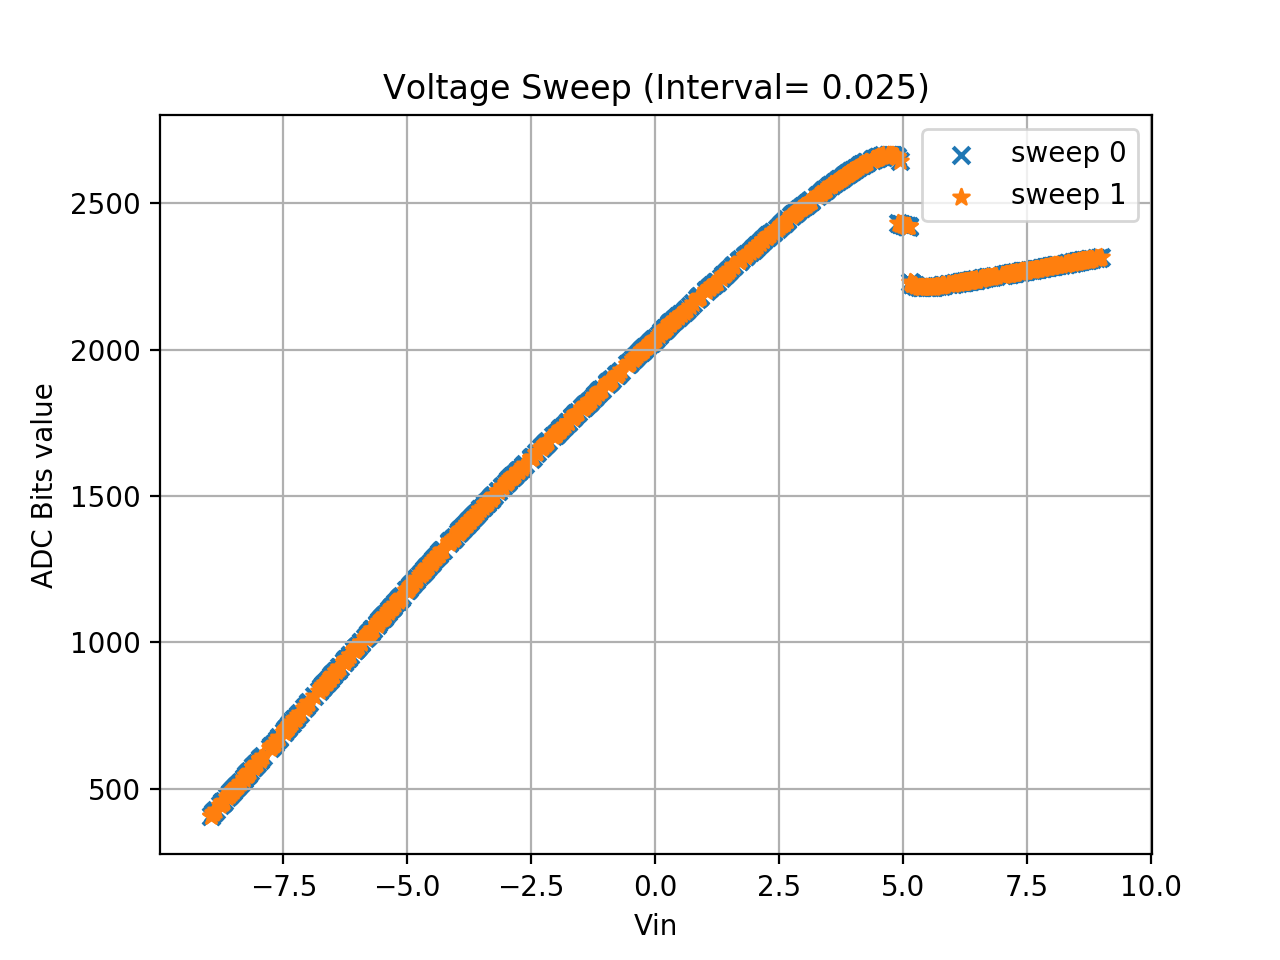 Voltage Sweep (Interval= 0.025)
sweep 0
sweep 1
2500
2000
1500
1000
500
ADC Bits value
−7.5 −5.0 −2.5 0.0 2.5 5.0 7.5 10.0
Vin